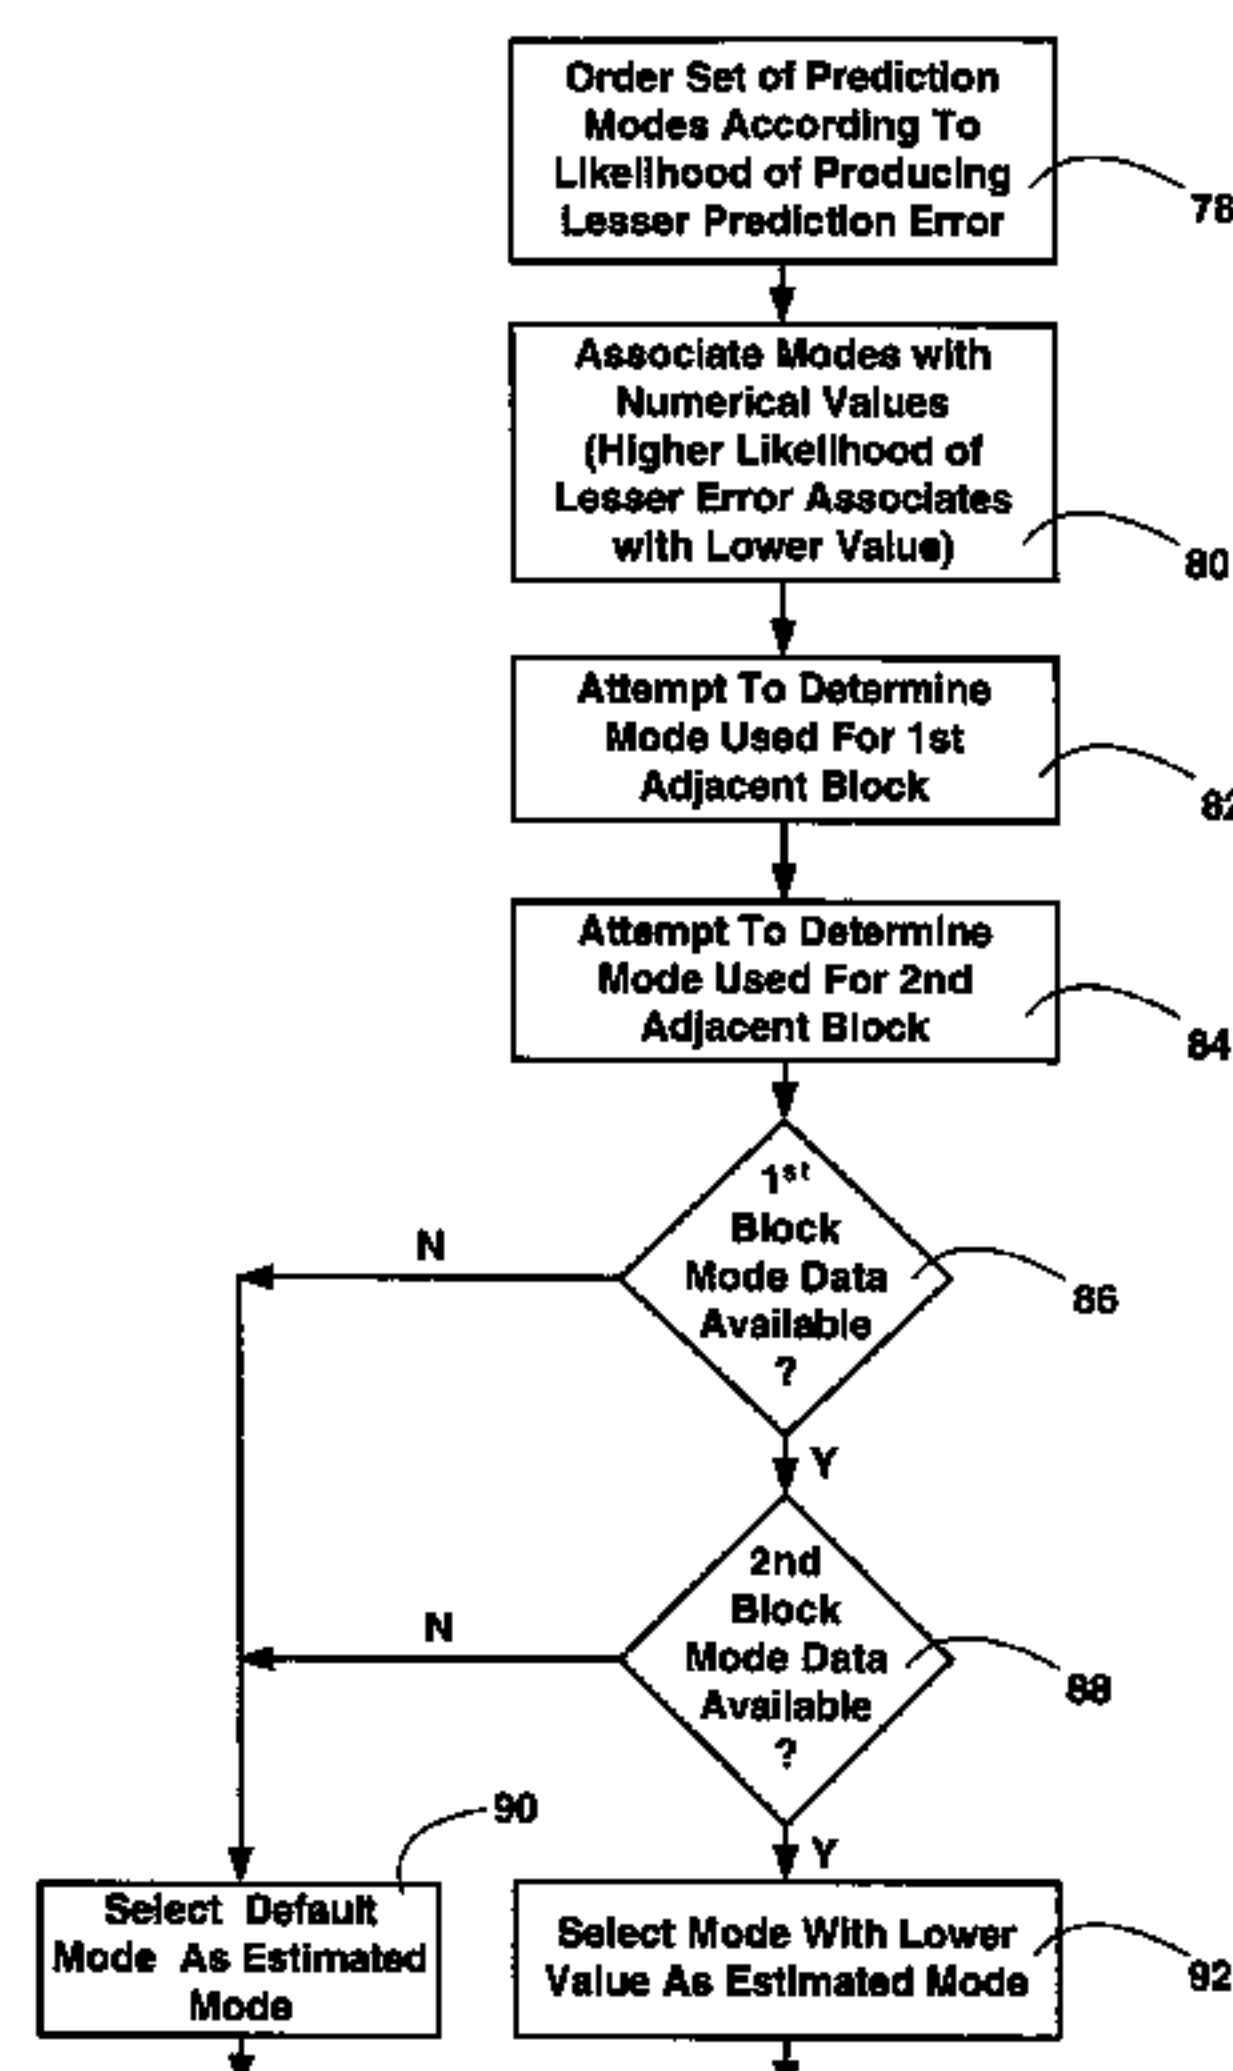 Order Set of Prediction
Modes According To
Likelihood of Producing
Lesser Prediction Error
78
Associate Modes with
Numerical Values
(Higher Likelihood of
Lesser Error Associates
with Lower Value)
80
Attempt To Determine
Mode Used For 1st
Adjacent Block
82
Attempt To Determine
Mode Used For 2nd
Adjacent Block
84
1st
Block
Mode Data
Available
?
N
86
Y
2nd
Block
Mode Data
Available
?
N
88
Y
90
Select Default
Mode As Estimated
Mode
Select Mode With Lower
Value As Estimated Mode
92